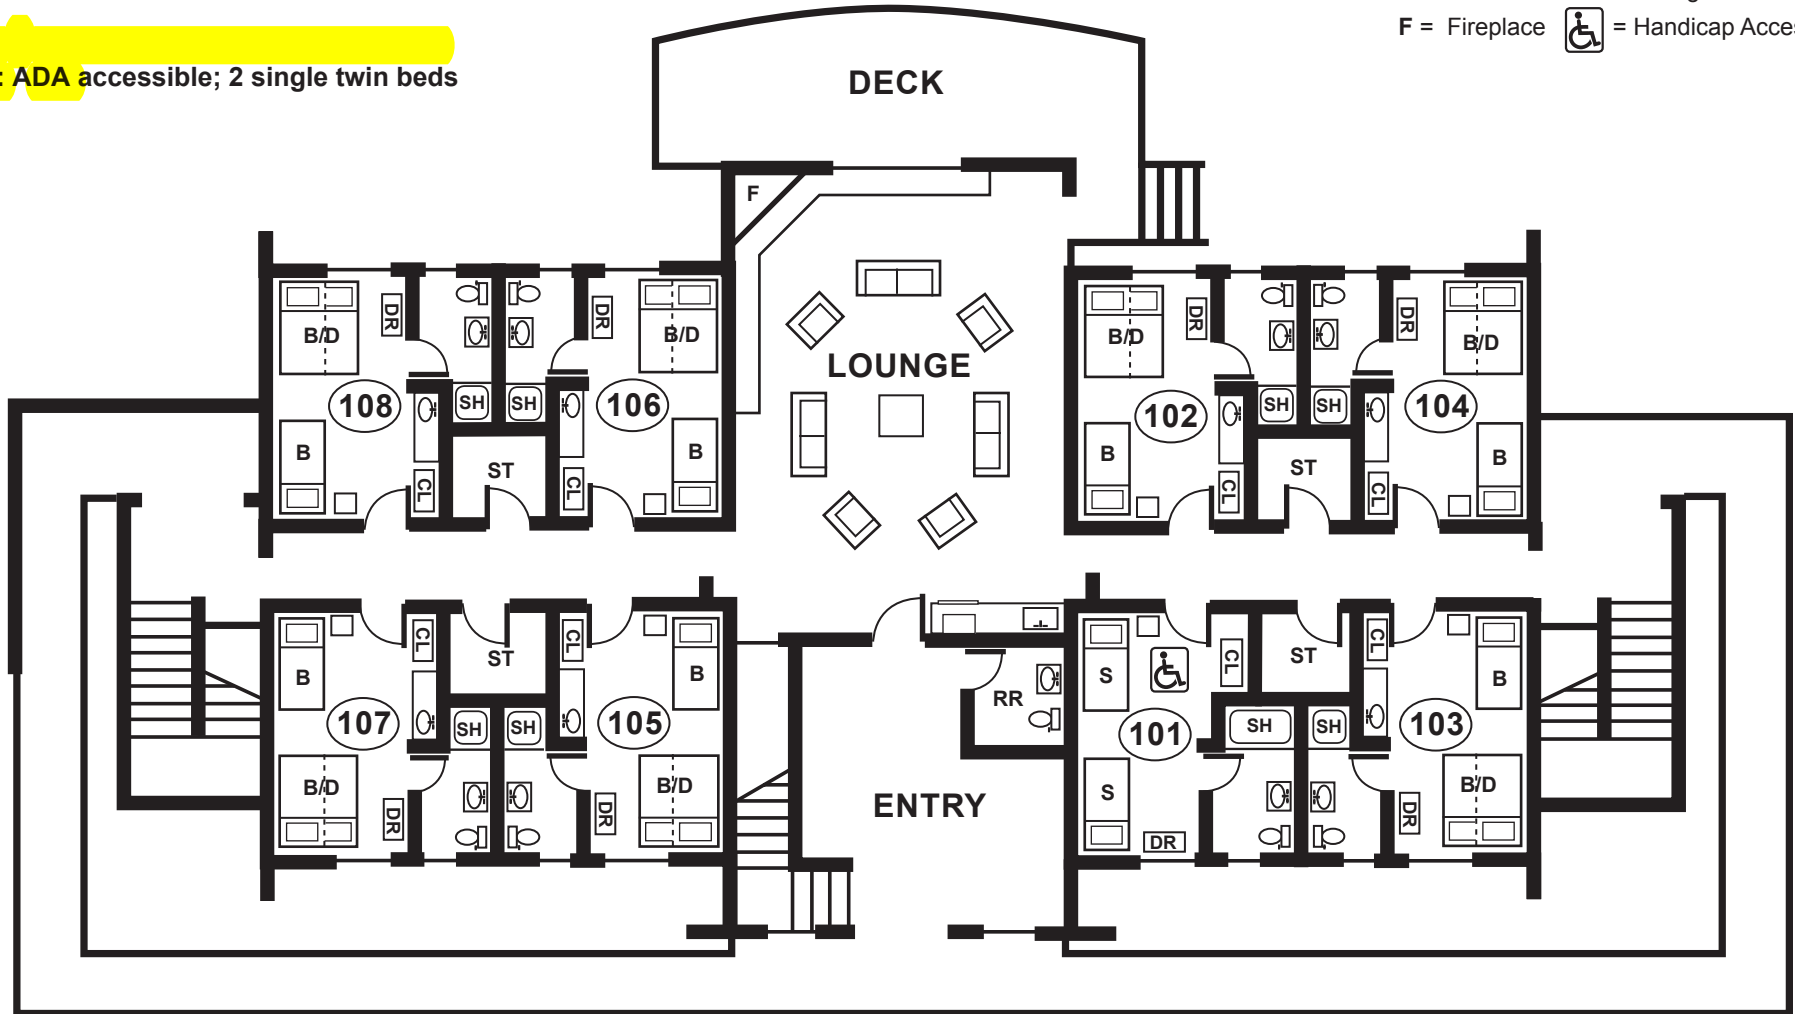 F = Fireplace = Handicap
: ADA accessible; 2 single twin beds
DECK
F
LOUNGE
B/D DR DR B/D
B/D DR DR B/D
108 SH SH 106
102 SH SH 104
B CL ST CL B
B CL ST CL B
B CL ST CL B
S CL ST CL B
RR
107 SH SH 105
101 SH SH 103
B/D DR DR B/D
ENTRY
S DR DR B/D